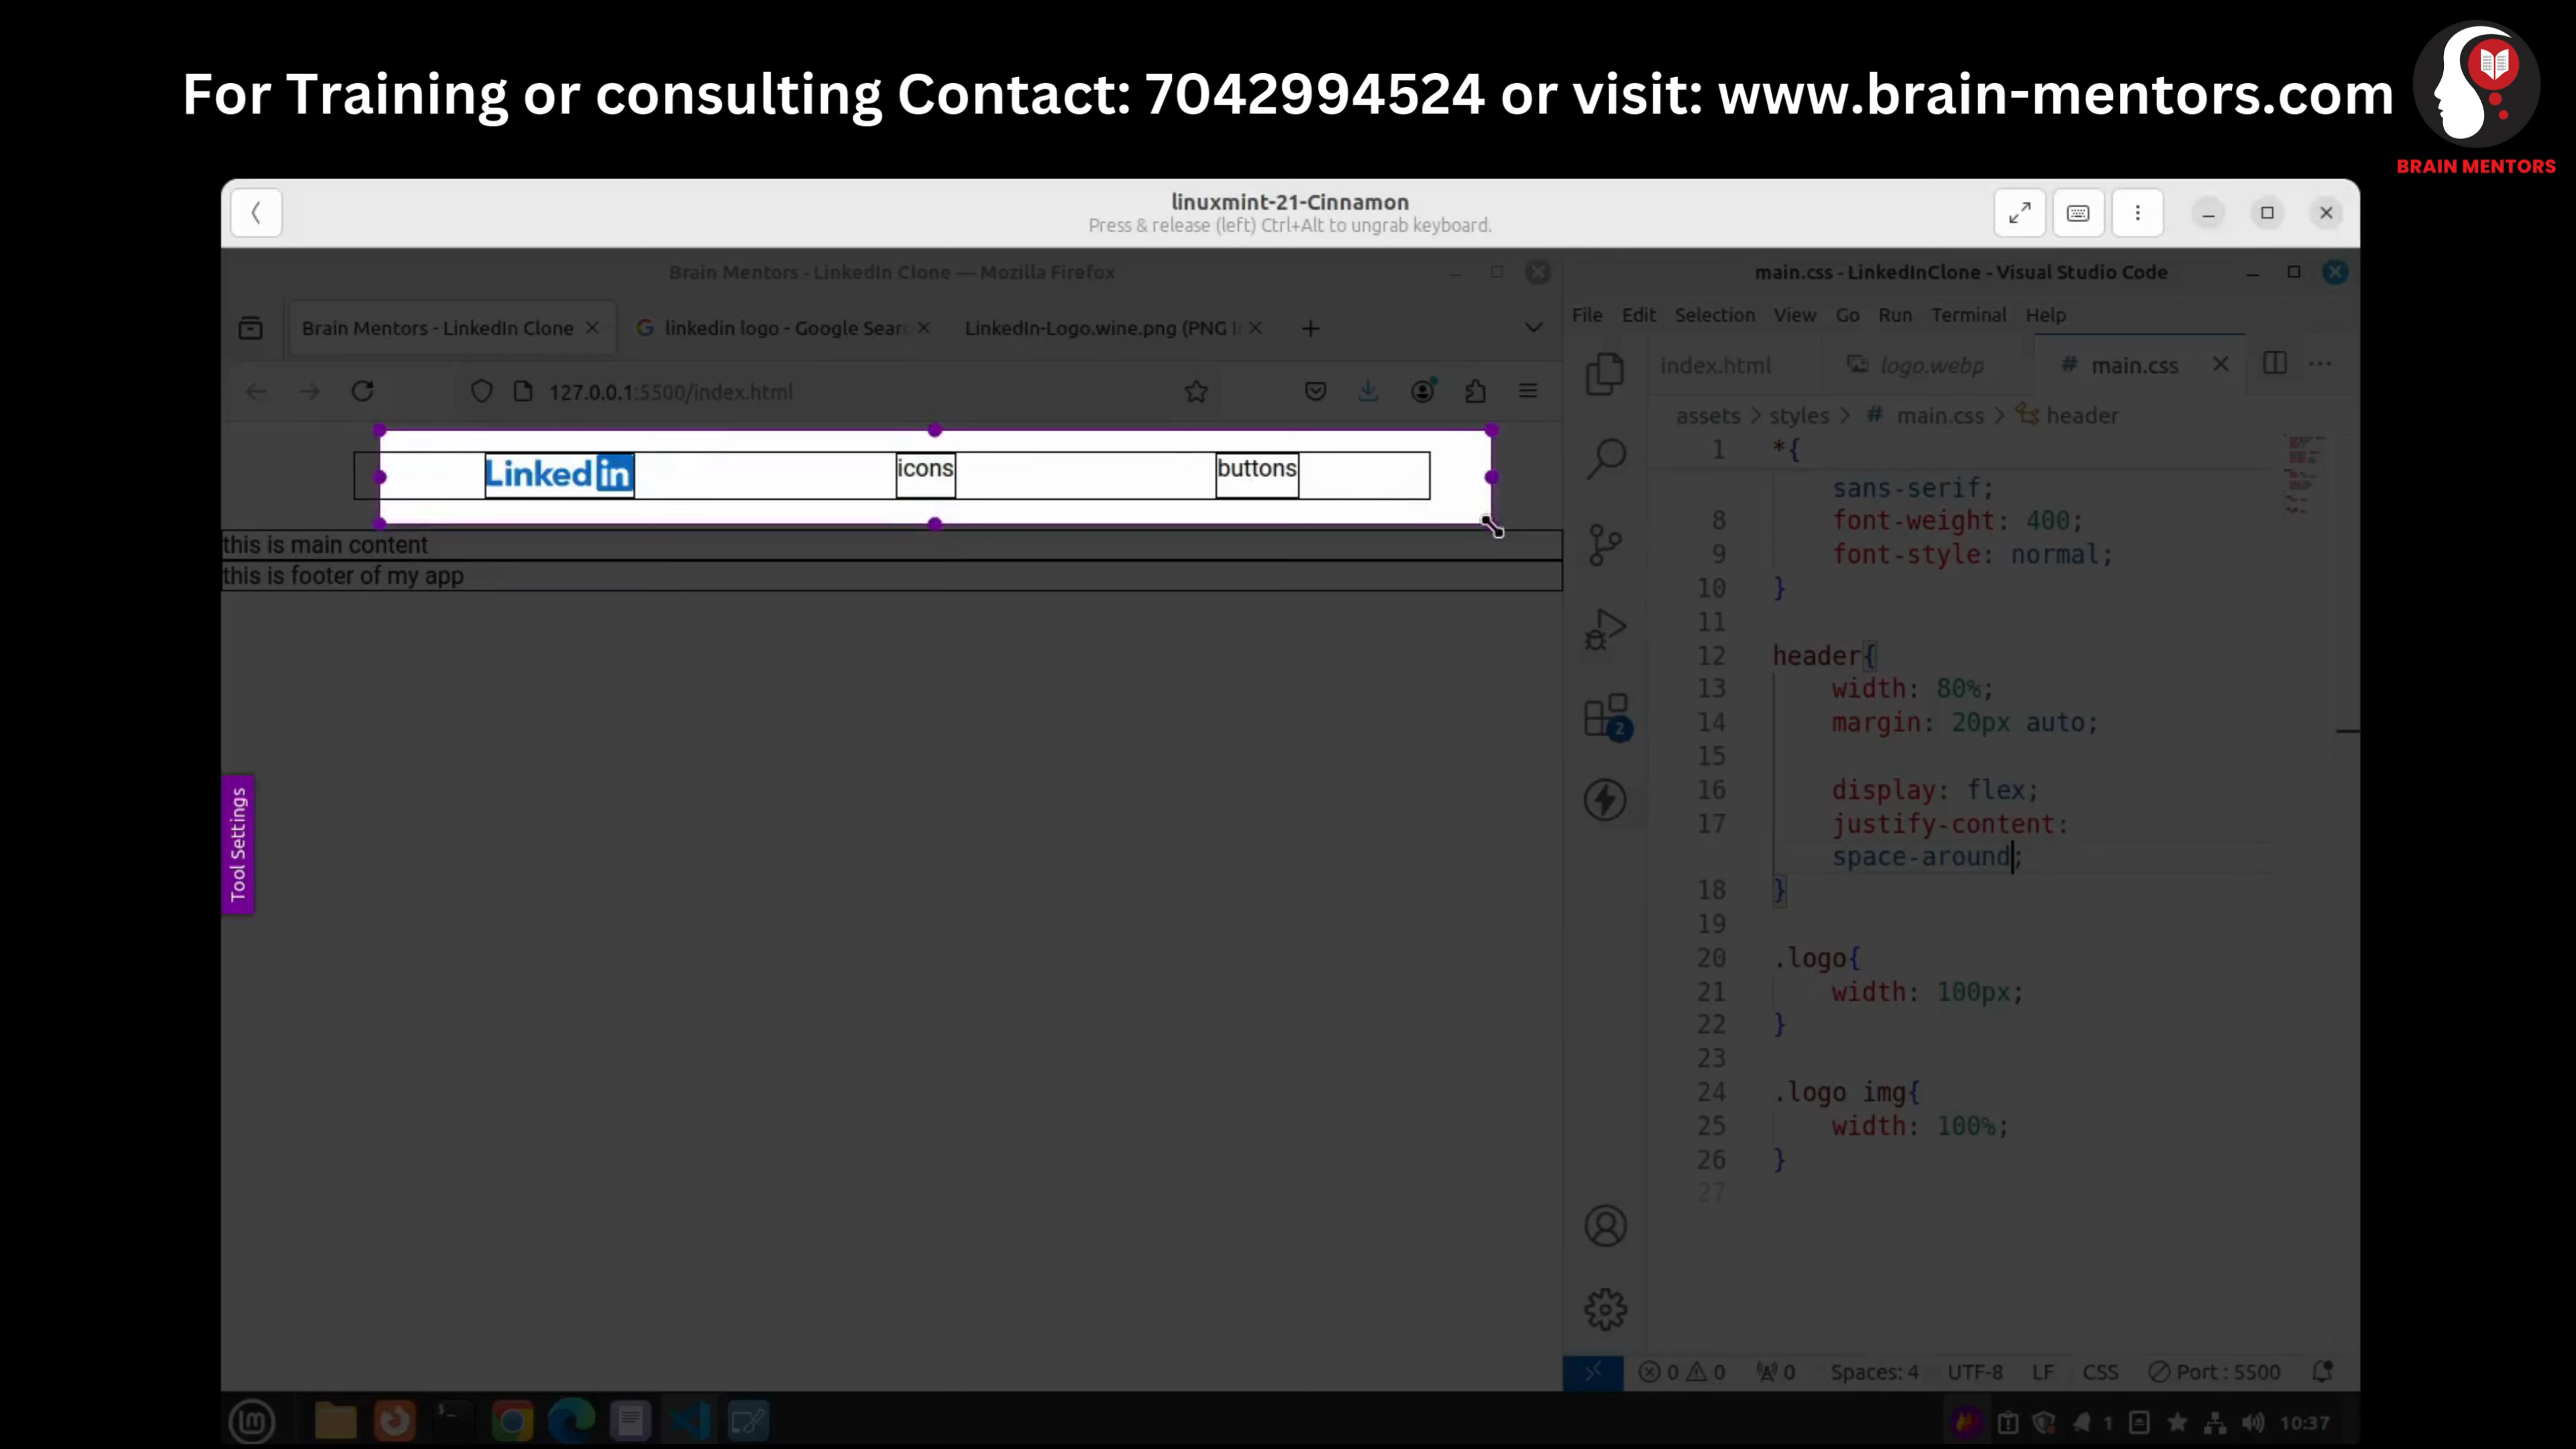 For Training or consulting Contact: 7042994524 or visit: www.brain-mentors.com
BRAIN MENTORS
linuxmint-21-Cinnamon
Press & release (left) Ctrl+Alt to ungrab keyboard.
Brain Mentors - LinkedIn Clone — Mozilla Firefox
Brain Mentors - LinkedIn Clone
linkedin logo - Google Sear
LinkedIn-Logo.wine.png (PNG I
127.0.0.1:5500/index.html
Linkedin
icons
buttons
this is main content
this is footer of my app
Tool Settings
main.css - LinkedInClone - Visual Studio Code
File Edit Selection View Go Run Terminal Help
index.html
logo.webp
# main.css
assets > styles > # main.css > header
1 *{
sans-serif;
8 font-weight: 400;
9 font-style: normal;
10 }
11
12 header{
13 width: 80%;
14 margin: 20px auto;
15
16 display: flex;
17 justify-content:
space-around;
18 }
19
20 .logo{
21 width: 100px;
22 }
23
24 .logo img{
25 width: 100%;
26 }
27
2
0 0 0 Spaces: 4 UTF-8 LF CSS Port : 5500
1 10:37